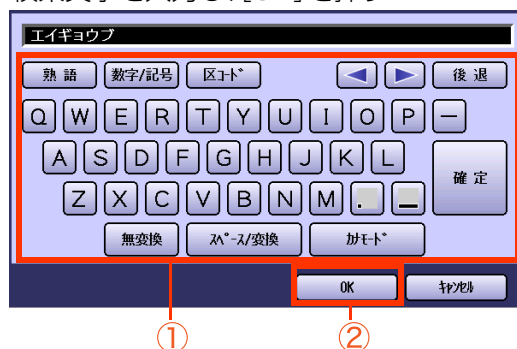 エイギョウブ
熟語 数字/記号 区ｺｰﾄﾞ 後退
Q W E R T Y U I O P ー
A S D F G H J K L 確定
Z X C V B N M . _
無変換 ｽﾍﾟｰｽ/変換 ｶﾅﾓｰﾄﾞ
OK ｷｬﾝｾﾙ
① ②